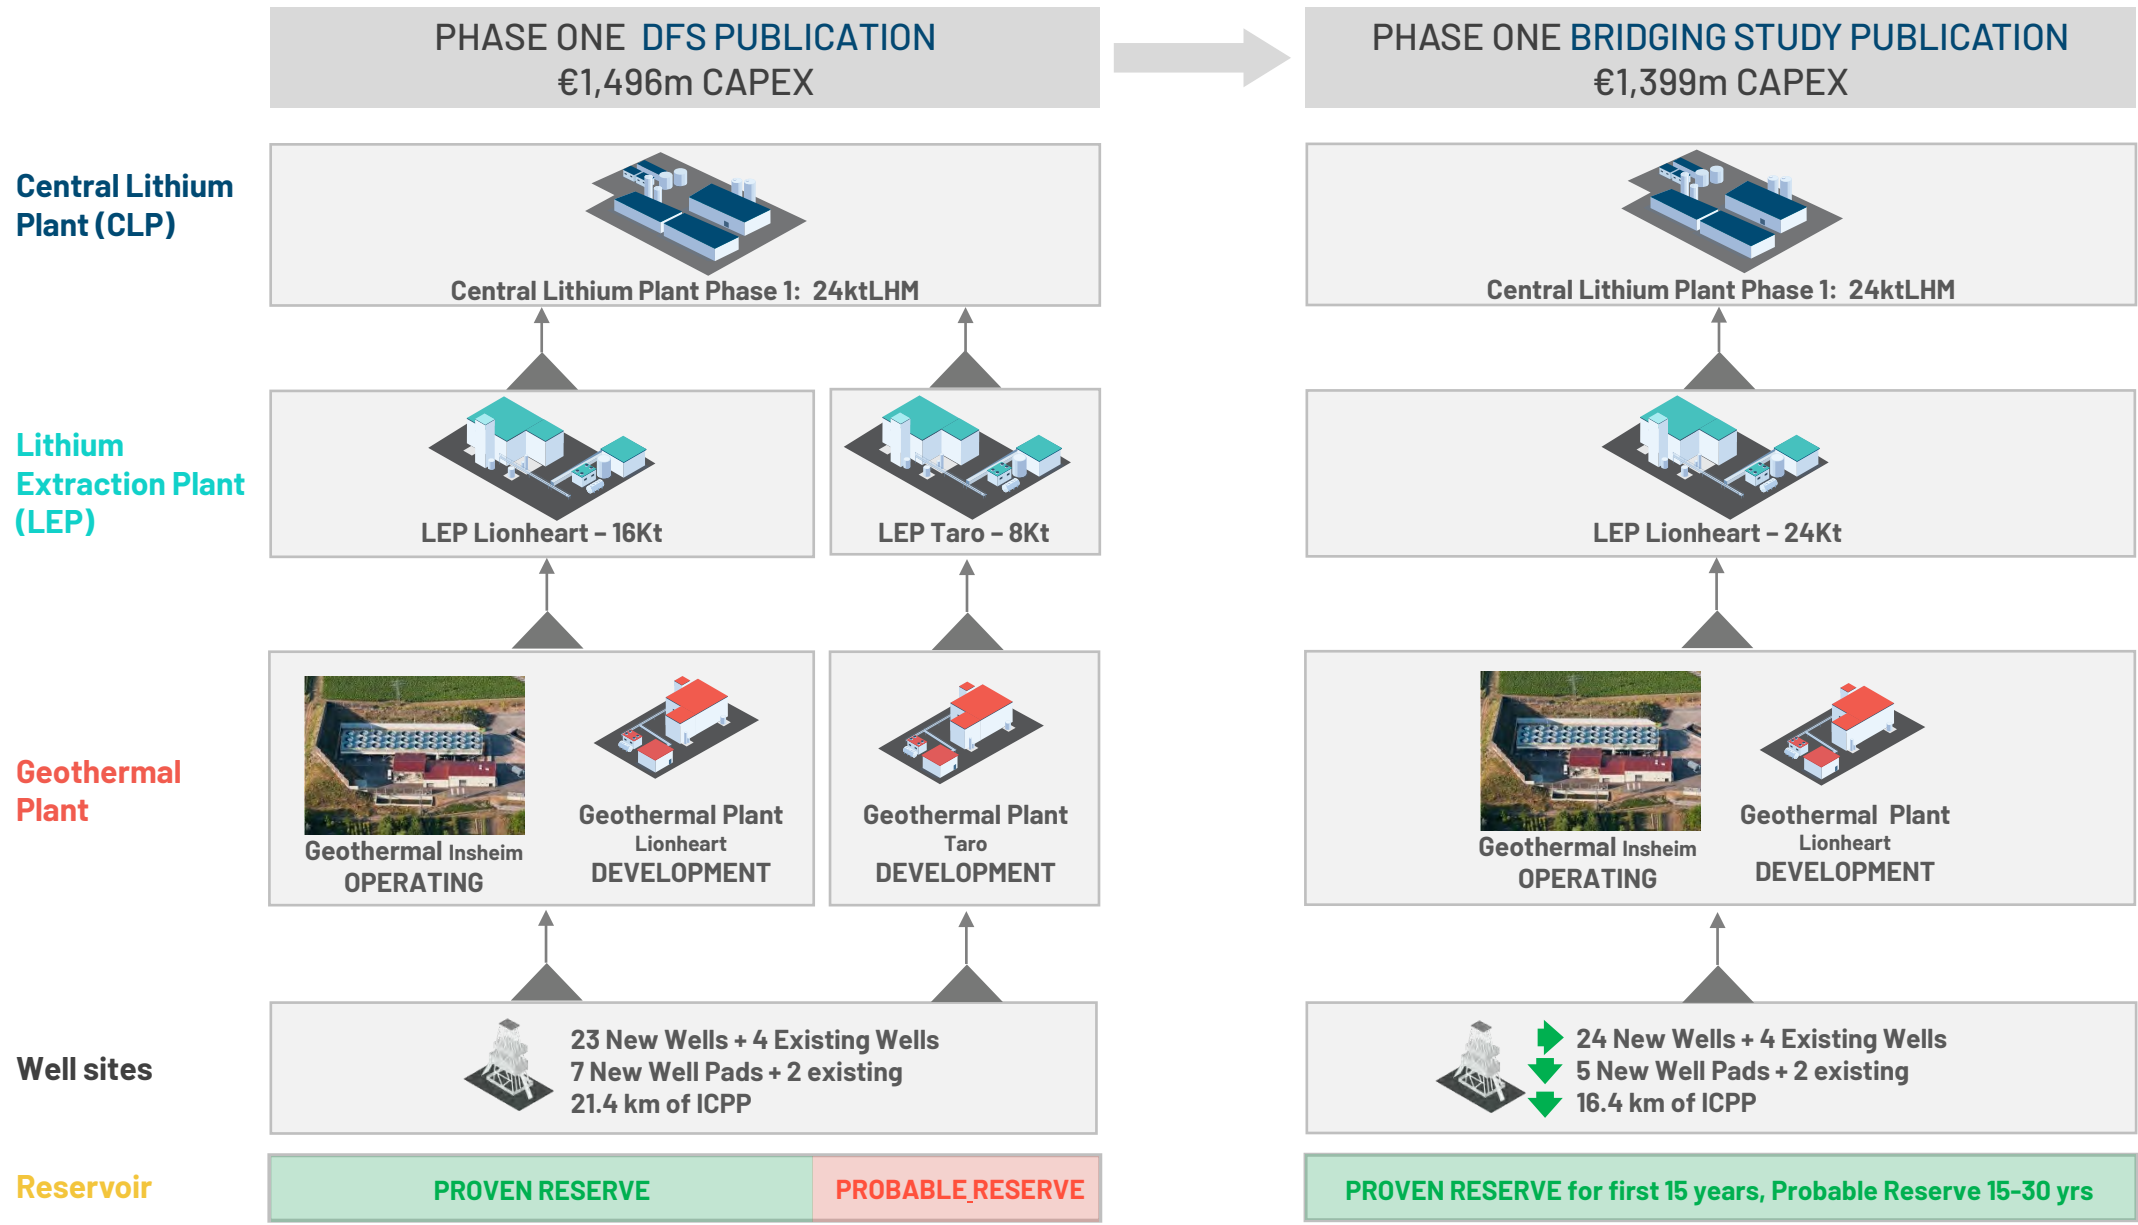 PHASE ONE DFS PUBLICATION
€1,496m CAPEX
PHASE ONE BRIDGING STUDY PUBLICATION
€1,399m CAPEX
Central Lithium
Plant (CLP)
Central Lithium Plant Phase 1: 24ktLHM
Central Lithium Plant Phase 1: 24ktLHM
Lithium
Extraction Plant
(LEP)
LEP Lionheart – 16Kt
LEP Taro – 8Kt
LEP Lionheart – 24Kt
Geothermal
Plant
Geothermal Insheim
OPERATING
Geothermal Plant
Lionheart
DEVELOPMENT
Geothermal Plant
Taro
DEVELOPMENT
Geothermal Insheim
OPERATING
Geothermal Plant
Lionheart
DEVELOPMENT
Well sites
23 New Wells + 4 Existing Wells
7 New Well Pads + 2 existing
21.4 km of ICPP
24 New Wells + 4 Existing Wells
5 New Well Pads + 2 existing
16.4 km of ICPP
Reservoir
PROVEN RESERVE
PROBABLE RESERVE
PROVEN RESERVE for first 15 years, Probable Reserve 15-30 yrs